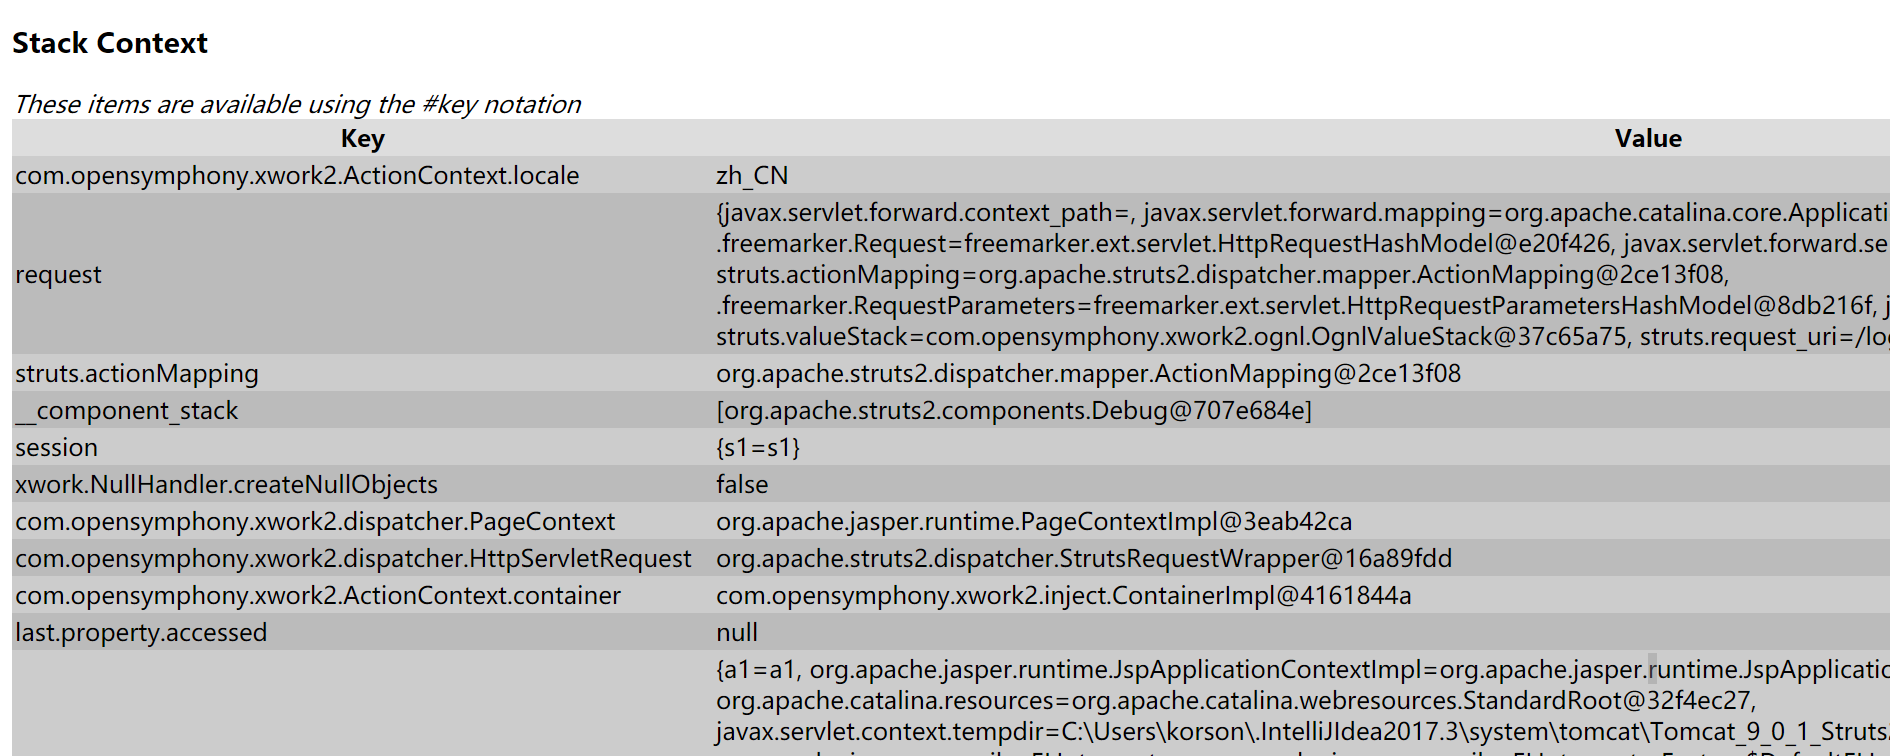 Stack Context
These items are available using the #key notation
Key Value
com.opensymphony.xwork2.ActionContext.locale zh_CN
{javax.servlet.forward.context_path=, javax.servlet.forward.mapping=org.apache.catalina.core.Applicati
.freemarker.Request=freemarker.ext.servlet.HttpRequestHashModel@e20f426, javax.servlet.forward.se
request struts.actionMapping=org.apache.struts2.dispatcher.mapper.ActionMapping@2ce13f08,
.freemarker.RequestParameters=freemarker.ext.servlet.HttpRequestParametersHashModel@8db216f, j
struts.valueStack=com.opensymphony.xwork2.ognl.OgnlValueStack@37c65a75, struts.request_uri=/log
struts.actionMapping org.apache.struts2.dispatcher.mapper.ActionMapping@2ce13f08
__component_stack [org.apache.struts2.components.Debug@707e684e]
session {s1=s1}
xwork.NullHandler.createNullObjects false
com.opensymphony.xwork2.dispatcher.PageContext org.apache.jasper.runtime.PageContextImpl@3eab42ca
com.opensymphony.xwork2.dispatcher.HttpServletRequest org.apache.struts2.dispatcher.StrutsRequestWrapper@16a89fdd
com.opensymphony.xwork2.ActionContext.container com.opensymphony.xwork2.inject.ContainerImpl@4161844a
last.property.accessed null
{a1=a1, org.apache.jasper.runtime.JspApplicationContextImpl=org.apache.jasper.runtime.JspApplicatio
org.apache.catalina.resources=org.apache.catalina.webresources.StandardRoot@32f4ec27,
javax.servlet.context.tempdir=C:\Users\korson\.IntelliJIdea2017.3\system\tomcat\Tomcat_9_0_1_Struts